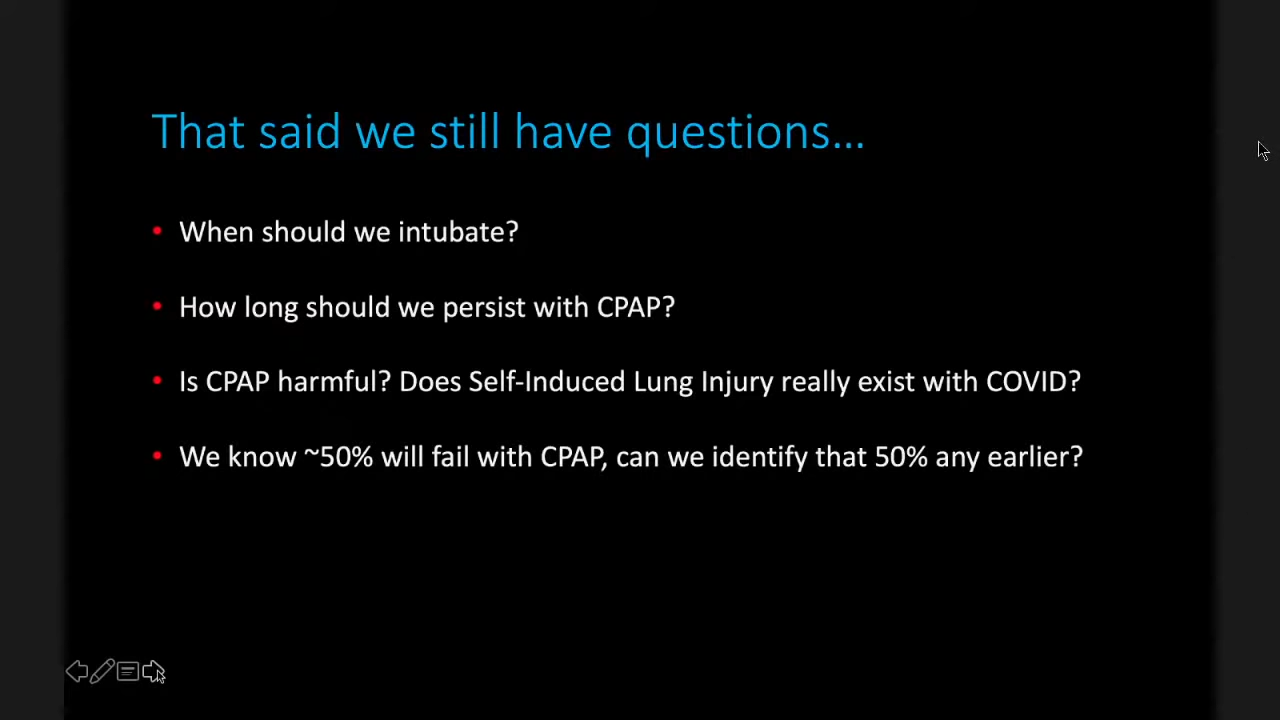 That said we still have questions...
• When should we intubate?
• How long should we persist with CPAP?
• Is CPAP harmful? Does Self-Induced Lung Injury really exist with COVID?
• We know ~50% will fail with CPAP, can we identify that 50% any earlier?